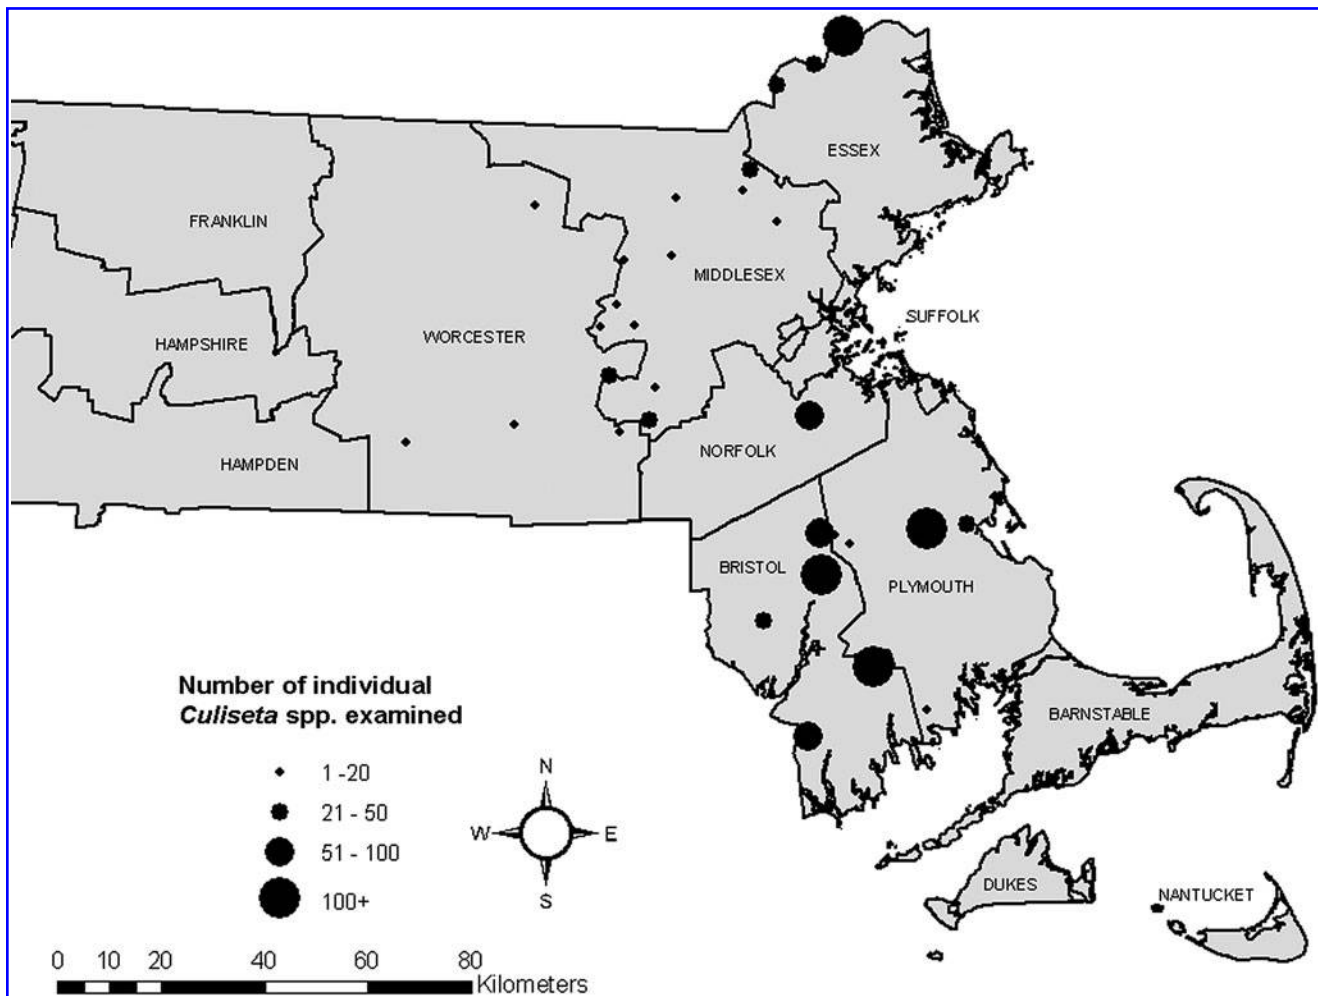 ESSEX
FRANKLIN
MIDDLESEX
SUFFOLK
HAMPSHIRE
WORCESTER
NORFOLK
HAMPDEN
BRISTOL
PLYMOUTH
BARNSTABLE
DUKES
NANTUCKET
Number of individual
Culiseta spp. examined
1 -20
21 - 50
51 - 100
100+
N
W E
S
0 10 20 40 60 80
Kilometers